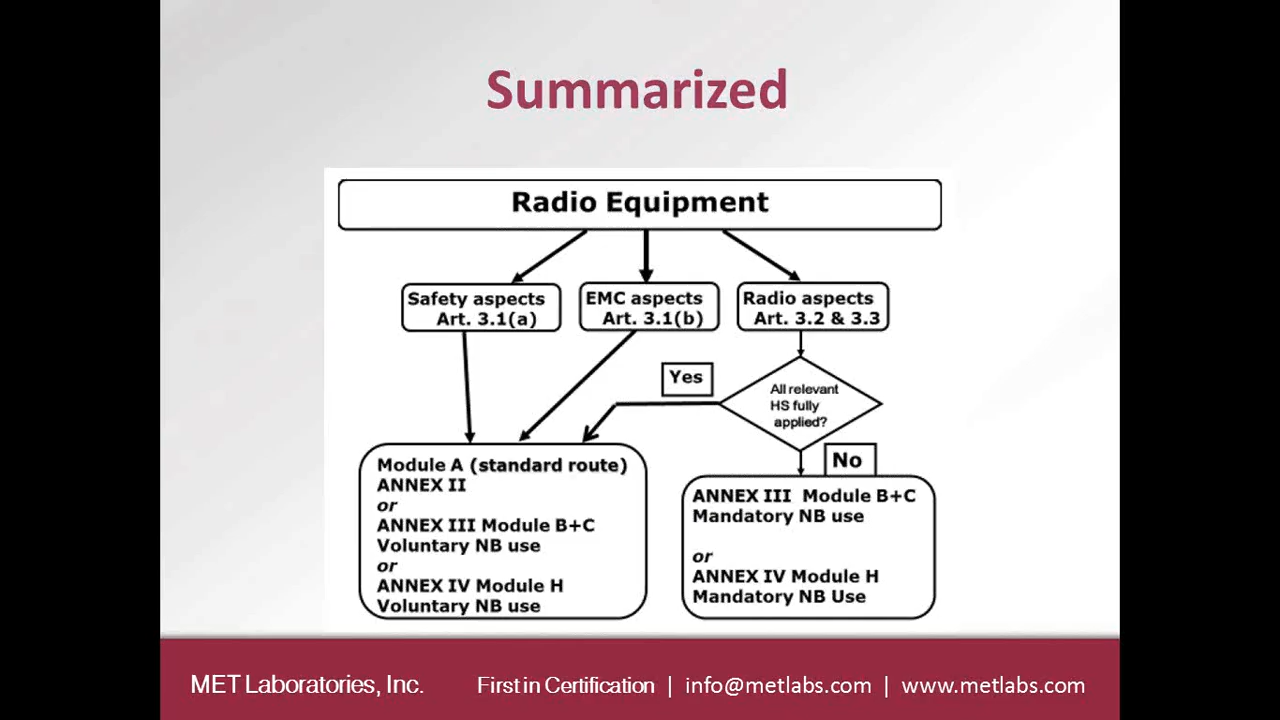 Summarized
Radio Equipment
Safety aspects
Art. 3.1(a)
EMC aspects
Art. 3.1(b)
Radio aspects
Art. 3.2 & 3.3
Yes
All relevant
HS fully
applied?
No
Module A (standard route)
ANNEX II
or
ANNEX III Module B+C
Voluntary NB use
or
ANNEX IV Module H
Voluntary NB use
ANNEX III Module B+C
Mandatory NB use
or
ANNEX IV Module H
Mandatory NB Use
MET Laboratories, Inc. First in Certification | info@metlabs.com | www.metlabs.com